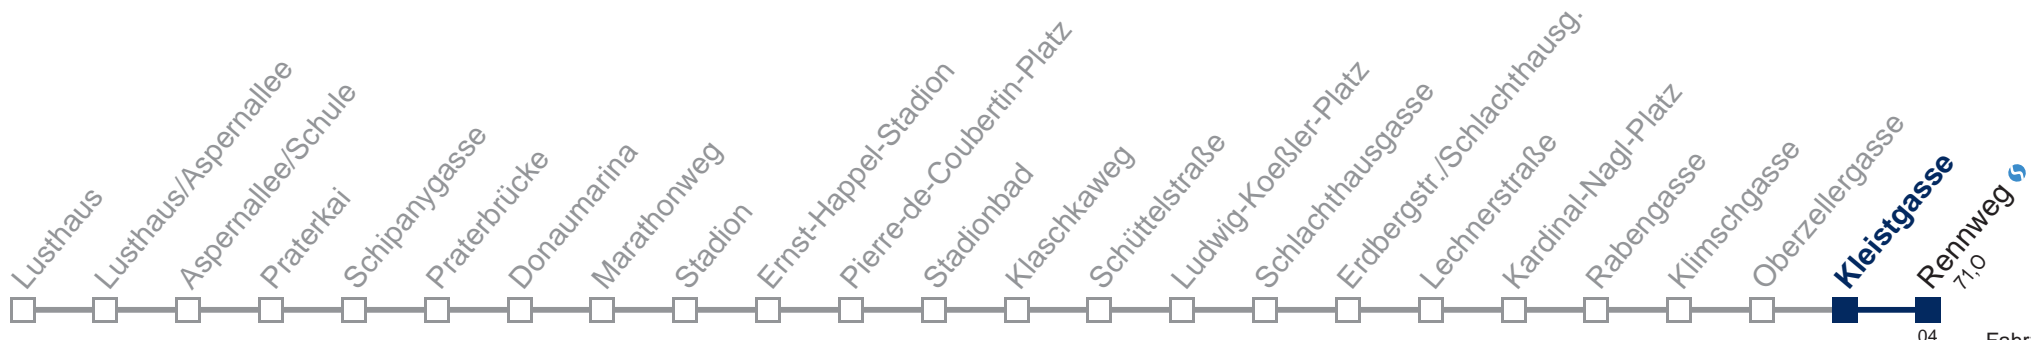 Lusthaus
Lusthaus/Aspernallee
Aspernallee/Schule
Praterkai
Schipanygasse
Praterbrücke
Donaumarina
Marathonweg
Stadion
Ernst-Happel-Stadion
Pierre-de-Coubertin-Platz
Stadionbad
Klaschkaweg
Schüttelstraße
Ludwig-Koeßler-Platz
Schlachthausgasse
Erdbergstr./Schlachthausg.
Lechnerstraße
Kardinal-Nagl-Platz
Rabengasse
Klimschgasse
Oberzellergasse
Kleistgasse
Rennweg
71,O
04